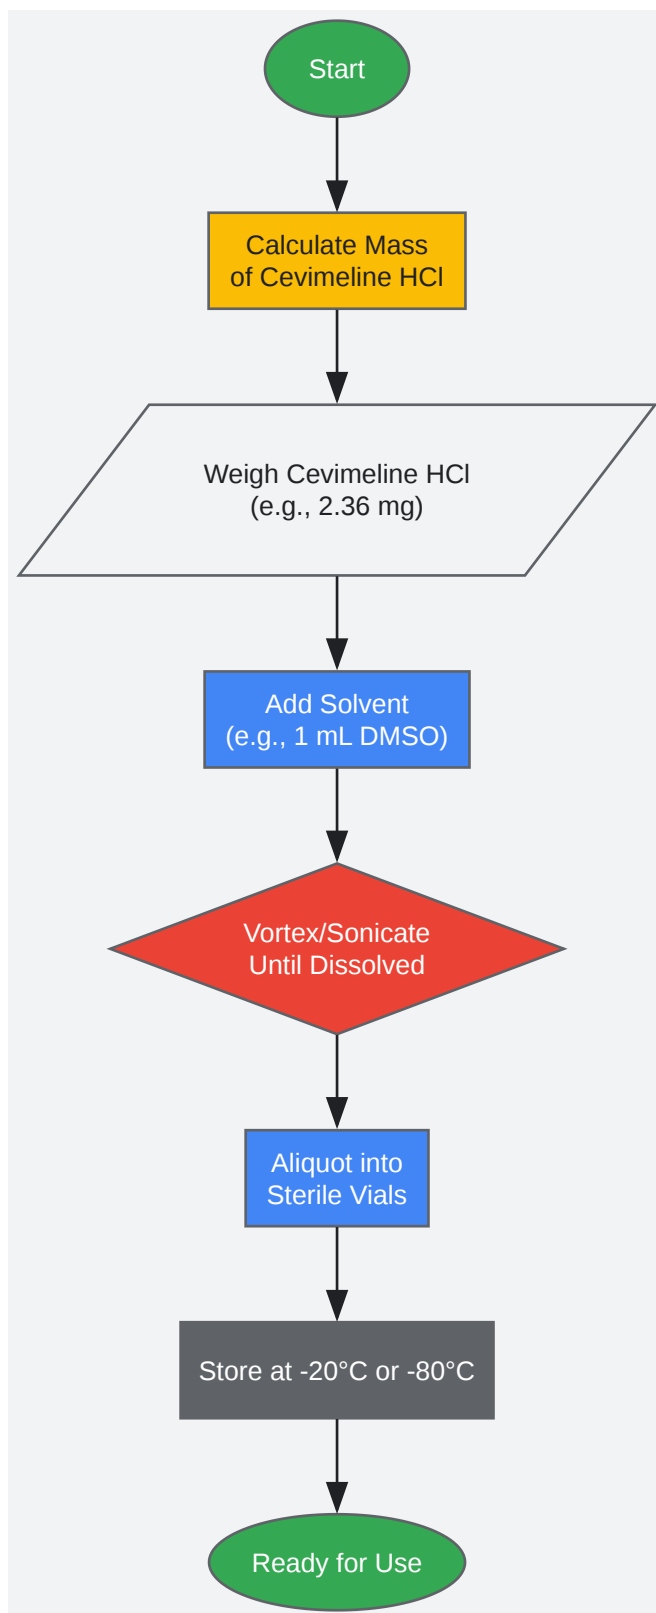 Start
Calculate Mass
of Cevimeline HCl
Weigh Cevimeline HCl
(e.g., 2.36 mg)
Add Solvent
(e.g., 1 mL DMSO)
Vortex/Sonicate
Until Dissolved
Aliquot into
Sterile Vials
Store at -20°C or -80°C
Ready for Use